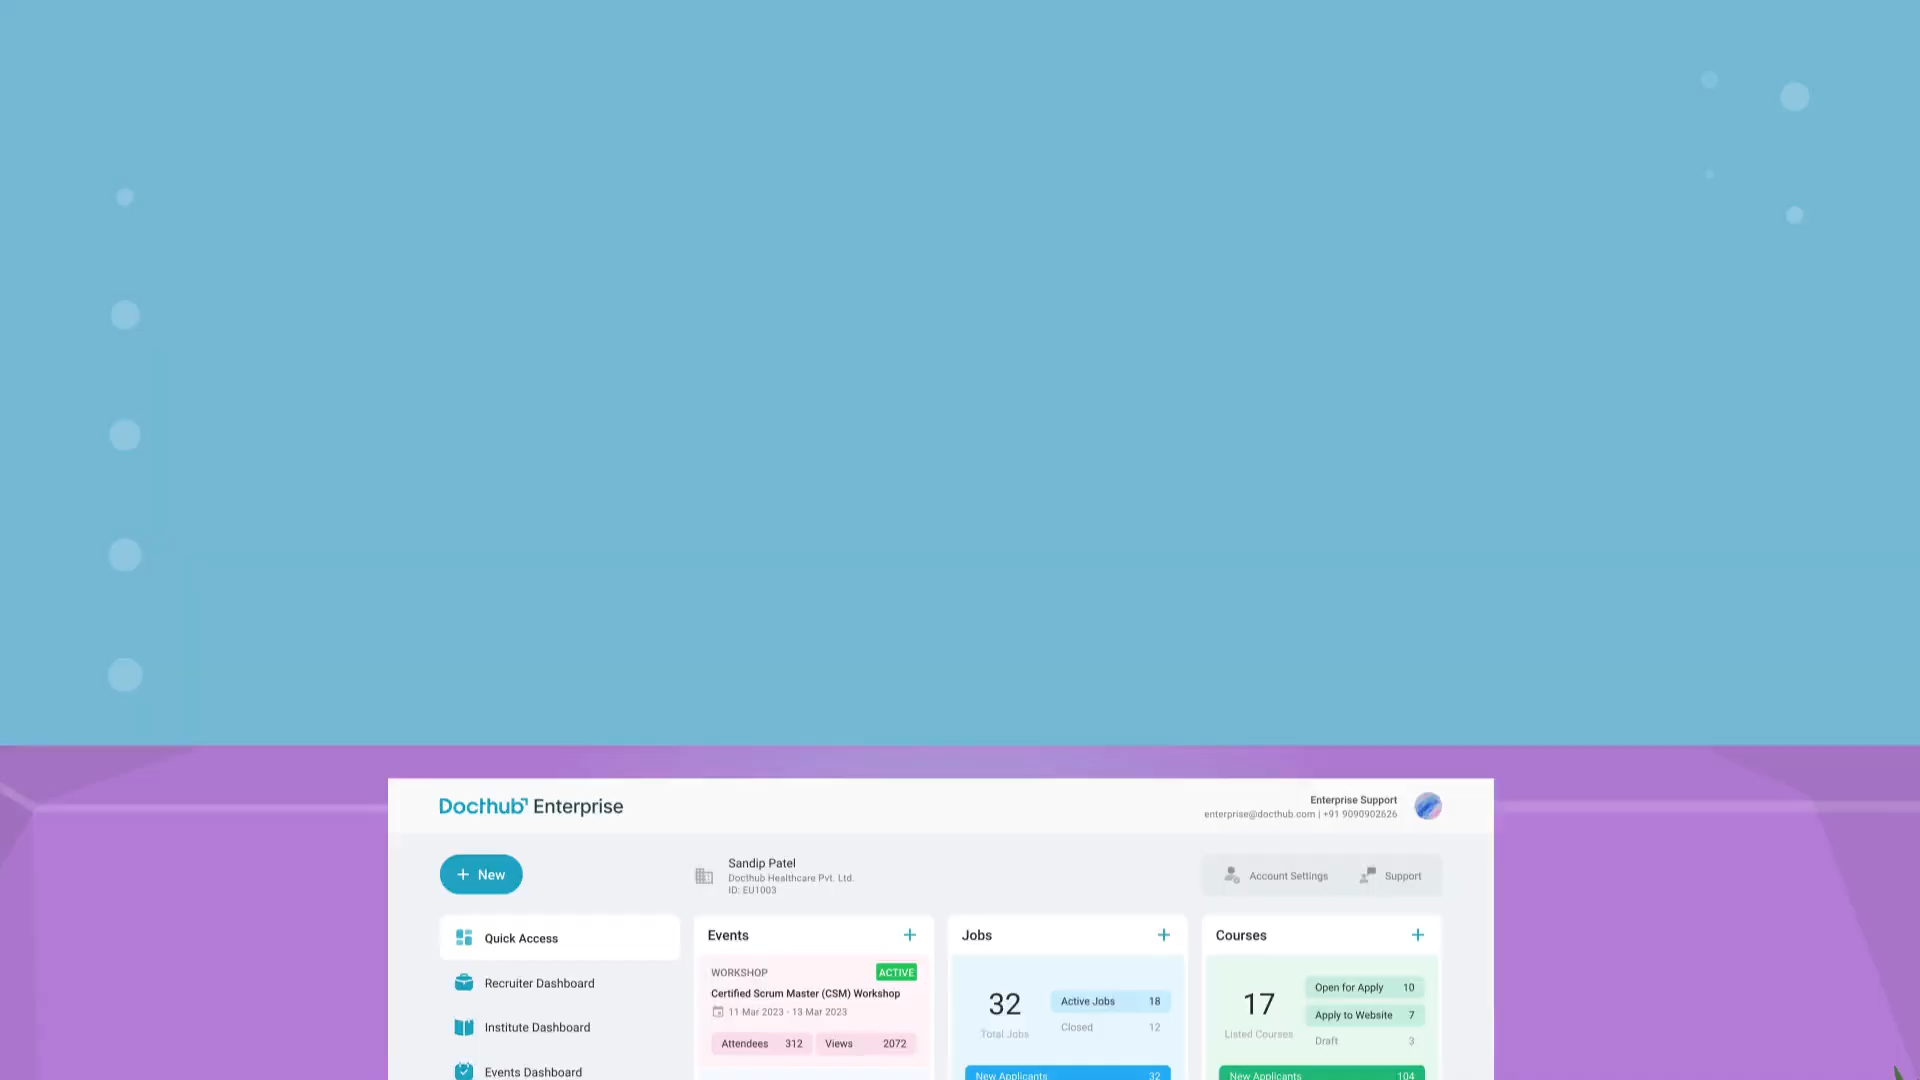 Docthub Enterprise
Enterprise Support
enterprise@docthub.com | +91 9090902626
+ New
Sandip Patel
Docthub Healthcare Pvt. Ltd.
ID: EU1003
Account Settings
Support
Quick Access
Recruiter Dashboard
Institute Dashboard
Events Dashboard
Events +
WORKSHOP ACTIVE
Certified Scrum Master (CSM) Workshop
11 Mar 2023 - 13 Mar 2023
Attendees 312 Views 2072
Jobs +
32
Total Jobs
Active Jobs 18
Closed 12
New Applicants 32
Courses +
17
Listed Courses
Open for Apply 10
Apply to Website 7
Draft 3
New Applicants 104